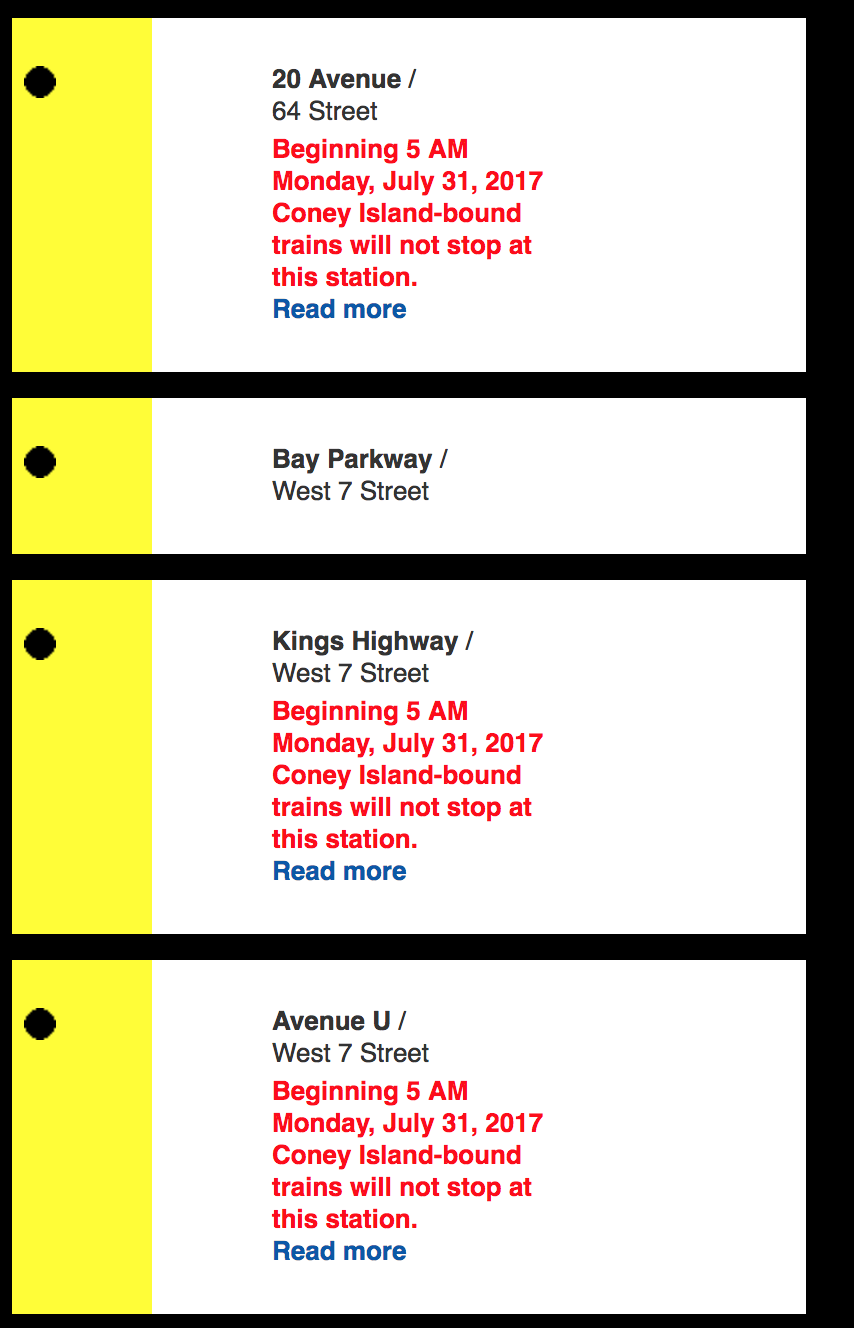 20 Avenue /
64 Street
Beginning 5 AM
Monday, July 31, 2017
Coney Island-bound
trains will not stop at
this station.
Read more
Bay Parkway /
West 7 Street
Kings Highway /
West 7 Street
Beginning 5 AM
Monday, July 31, 2017
Coney Island-bound
trains will not stop at
this station.
Read more
Avenue U /
West 7 Street
Beginning 5 AM
Monday, July 31, 2017
Coney Island-bound
trains will not stop at
this station.
Read more